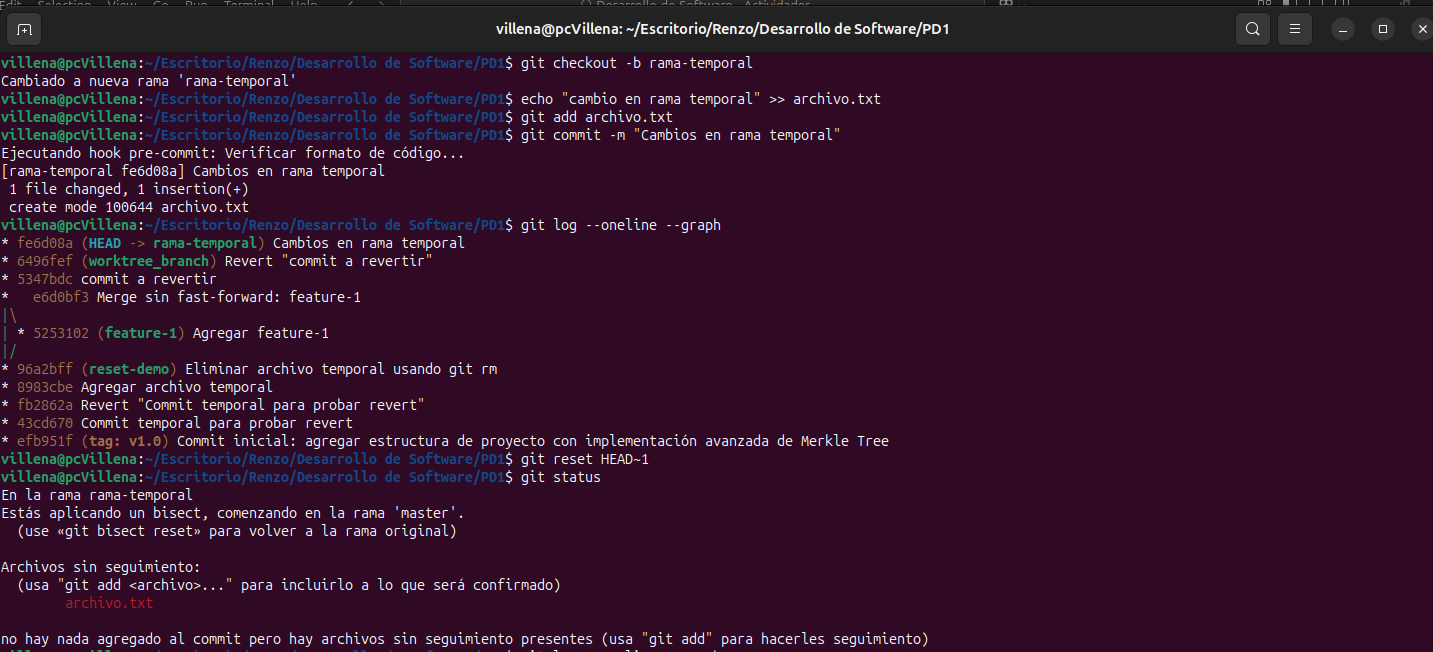 Edit Selection View Go Run Terminal Help
Desarrollo de Software - Actividades
villena@pcVillena: ~/Escritorio/Renzo/Desarrollo de Software/PD1
villena@pcVillena:~/Escritorio/Renzo/Desarrollo de Software/PD1$ git checkout -b rama-temporal
Cambiado a nueva rama 'rama-temporal'
villena@pcVillena:~/Escritorio/Renzo/Desarrollo de Software/PD1$ echo "cambio en rama temporal" >> archivo.txt
villena@pcVillena:~/Escritorio/Renzo/Desarrollo de Software/PD1$ git add archivo.txt
villena@pcVillena:~/Escritorio/Renzo/Desarrollo de Software/PD1$ git commit -m "Cambios en rama temporal"
Ejecutando hook pre-commit: Verificar formato de código...
[rama-temporal fe6d08a] Cambios en rama temporal
 1 file changed, 1 insertion(+)
 create mode 100644 archivo.txt
villena@pcVillena:~/Escritorio/Renzo/Desarrollo de Software/PD1$ git log --oneline --graph
* fe6d08a (HEAD -> rama-temporal) Cambios en rama temporal
* 6496fef (worktree_branch) Revert "commit a revertir"
* 5347bdc commit a revertir
*   e6d0bf3 Merge sin fast-forward: feature-1
|\
| * 5253102 (feature-1) Agregar feature-1
|/
* 96a2bff (reset-demo) Eliminar archivo temporal usando git rm
* 8983cbe Agregar archivo temporal
* fb2862a Revert "Commit temporal para probar revert"
* 43cd670 Commit temporal para probar revert
* efb951f (tag: v1.0) Commit inicial: agregar estructura de proyecto con implementación avanzada de Merkle Tree
villena@pcVillena:~/Escritorio/Renzo/Desarrollo de Software/PD1$ git reset HEAD~1
villena@pcVillena:~/Escritorio/Renzo/Desarrollo de Software/PD1$ git status
En la rama rama-temporal
Estás aplicando un bisect, comenzando en la rama 'master'.
  (use «git bisect reset» para volver a la rama original)
Archivos sin seguimiento:
  (usa "git add <archivo>..." para incluirlo a lo que será confirmado)
        archivo.txt
no hay nada agregado al commit pero hay archivos sin seguimiento presentes (usa "git add" para hacerles seguimiento)